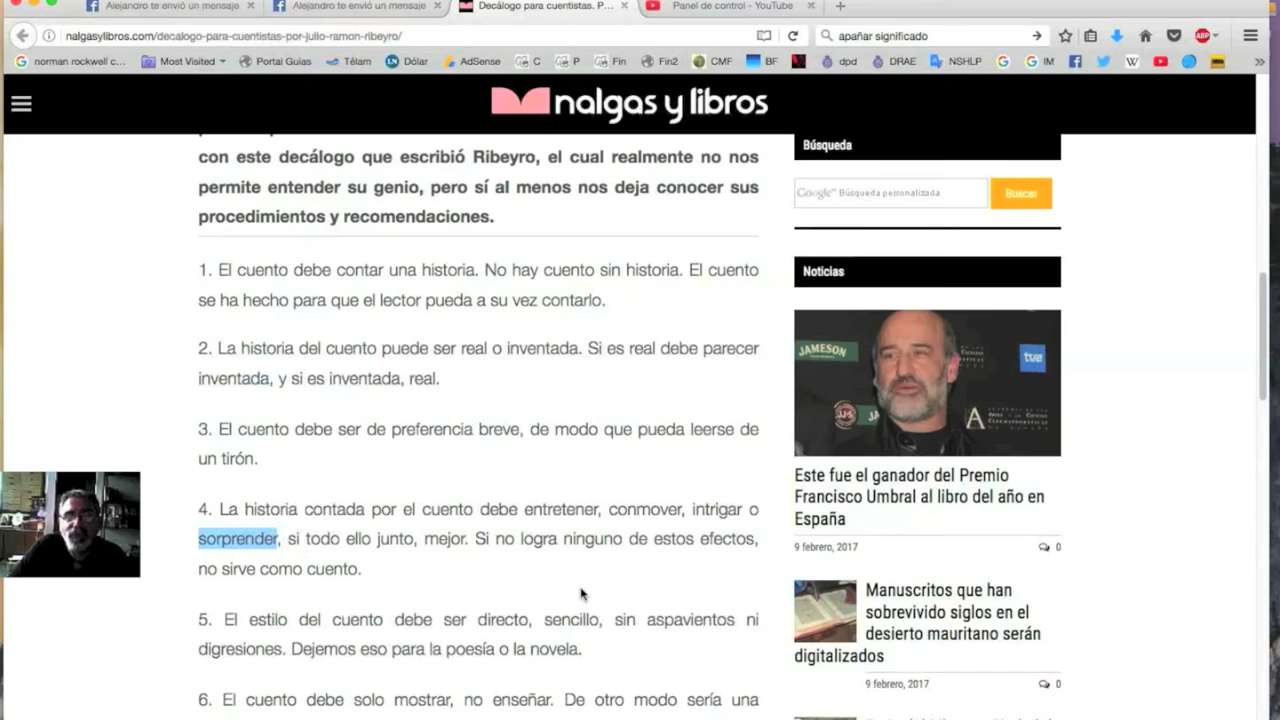 Alejandro te envió un mensaje
Alejandro te envió un mensaje
Decálogo para cuentistas. P...
Panel de control - YouTube
nalgasylibros.com/decalogo-para-cuentistas-por-julio-ramon-ribeyro/
apañar significado
norman rockwell c...
Most Visited
Portal Guias
Télam
Dólar
AdSense
C
P
Fin
Fin2
CMF
BF
dpd
DRAE
NSHLP
IM
nalgas y libros
con este decálogo que escribió Ribeyro, el cual realmente no nos
permite entender su genio, pero sí al menos nos deja conocer sus
procedimientos y recomendaciones.
1. El cuento debe contar una historia. No hay cuento sin historia. El cuento
se ha hecho para que el lector pueda a su vez contarlo.
2. La historia del cuento puede ser real o inventada. Si es real debe parecer
inventada, y si es inventada, real.
3. El cuento debe ser de preferencia breve, de modo que pueda leerse de
un tirón.
4. La historia contada por el cuento debe entretener, conmover, intrigar o
sorprender, si todo ello junto, mejor. Si no logra ninguno de estos efectos,
no sirve como cuento.
5. El estilo del cuento debe ser directo, sencillo, sin aspavientos ni
digresiones. Dejemos eso para la poesía o la novela.
6. El cuento debe solo mostrar, no enseñar. De otro modo sería una
Búsqueda
Google™ Búsqueda personalizada
Buscar
Noticias
JAMESON
tve
Este fue el ganador del Premio
Francisco Umbral al libro del año en
España
9 febrero, 2017
0
Manuscritos que han
sobrevivido siglos en el
desierto mauritano serán
digitalizados
9 febrero, 2017
0